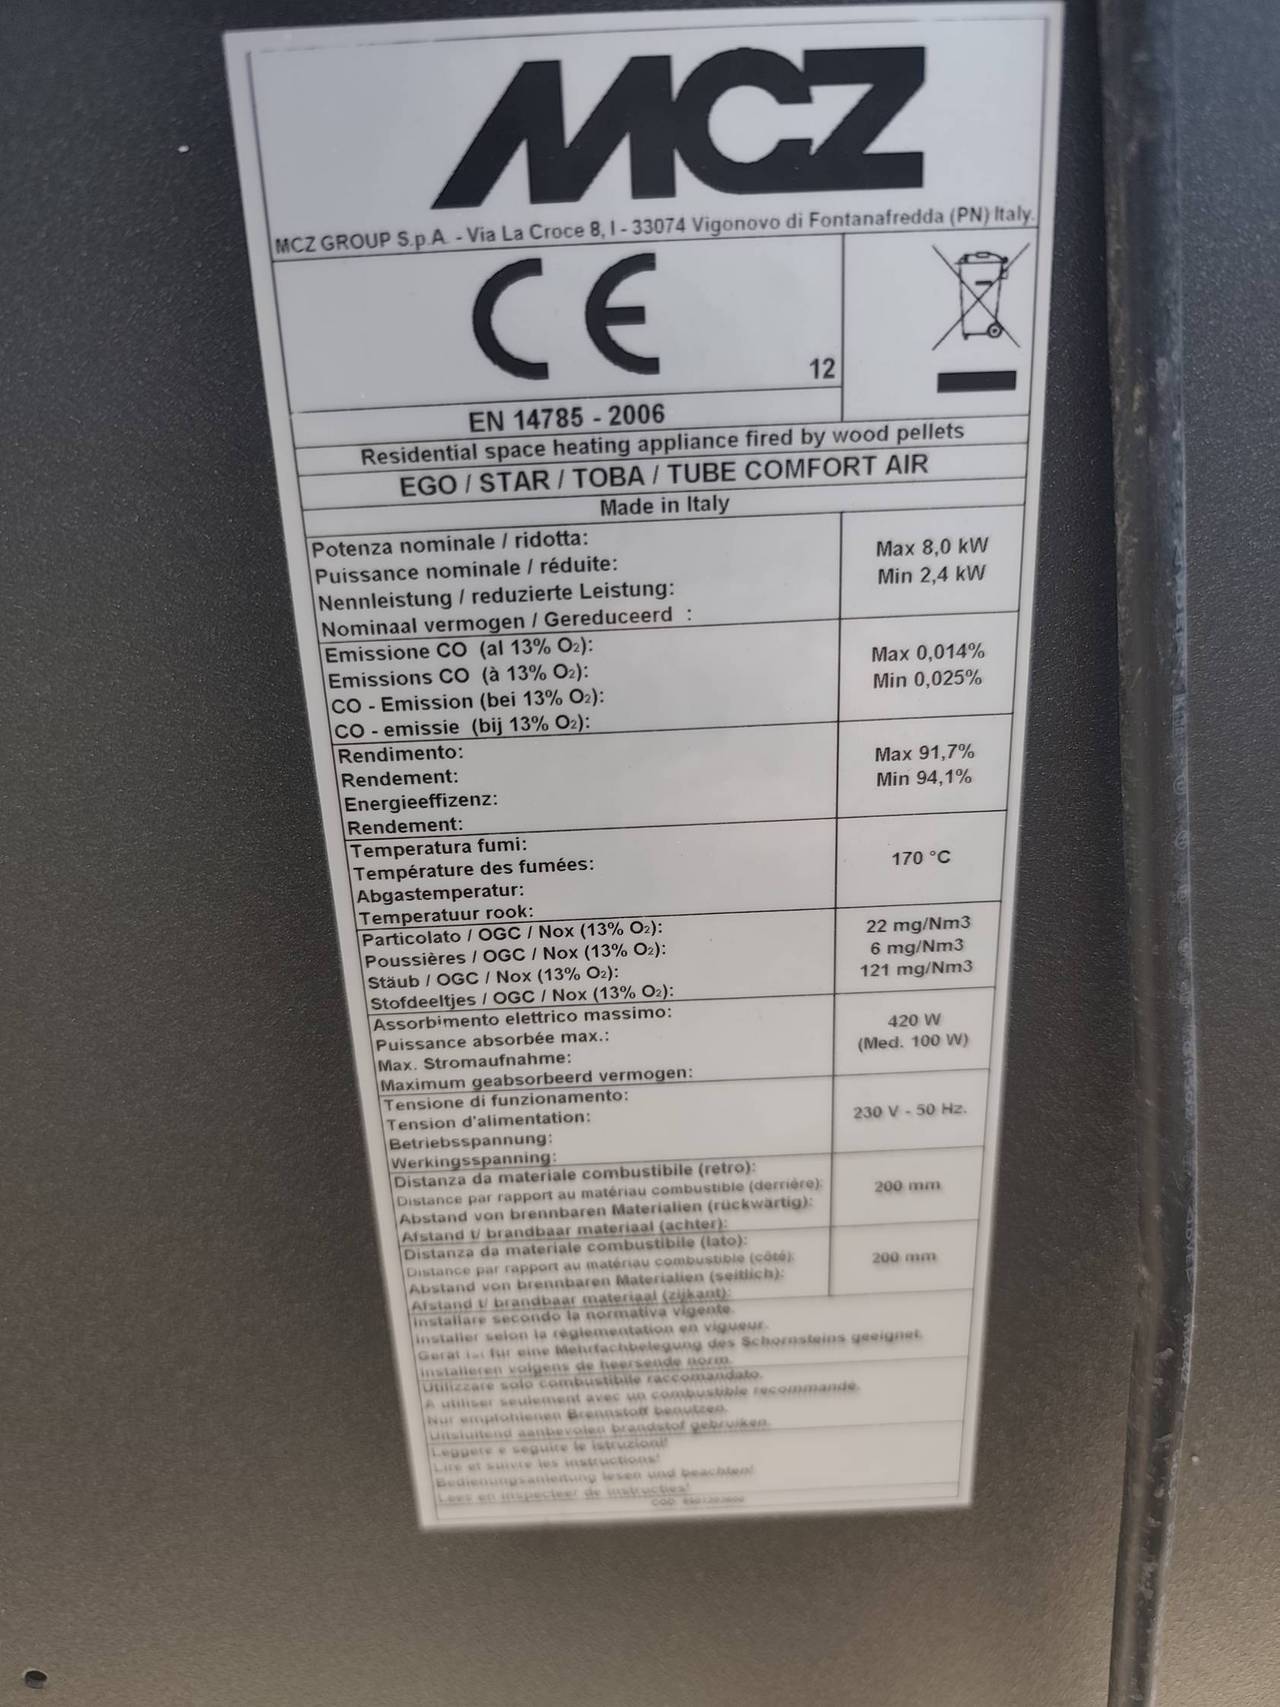 MCZ
MCZ GROUP S.p.A. - Via La Croce 8, I - 33074 Vigonovo di Fontanafredda (PN) Italy.
CE
12
EN 14785 - 2006
Residential space heating appliance fired by wood pellets
EGO / STAR / TOBA / TUBE COMFORT AIR
Made in Italy
Potenza nominale / ridotta:
Puissance nominale / réduite:
Nennleistung / reduzierte Leistung:
Nominaal vermogen / Gereduceerd :
Max 8,0 kW
Min 2,4 kW
Emissione CO (al 13% O2):
Emissions CO (à 13% O2):
CO - Emission (bei 13% O2):
CO - emissie (bij 13% O2):
Max 0,014%
Min 0,025%
Rendimento:
Rendement:
Energieeffizenz:
Rendement:
Max 91,7%
Min 94,1%
Temperatura fumi:
Température des fumées:
Abgastemperatur:
Temperatuur rook:
170 °C
Particolato / OGC / Nox (13% O2):
Poussières / OGC / Nox (13% O2):
Stäub / OGC / Nox (13% O2):
Stofdeeltjes / OGC / Nox (13% O2):
22 mg/Nm3
6 mg/Nm3
121 mg/Nm3
Assorbimento elettrico massimo:
Puissance absorbée max.:
Max. Stromaufnahme:
Maximum geabsorbeerd vermogen:
420 W
(Med. 100 W)
Tensione di funzionamento:
Tension d'alimentation:
Betriebsspannung:
Werkingsspanning:
230 V - 50 Hz.
Distanza da materiale combustibile (retro):
Distance par rapport au matériau combustible (derrière):
Abstand von brennbaren Materialien (rückwärtig):
Afstand t/ brandbaar materiaal (achter):
200 mm
Distanza da materiale combustibile (lato):
Distance par rapport au matériau combustible (côté):
Abstand von brennbaren Materialien (seitlich):
Afstand t/ brandbaar materiaal (zijkant):
200 mm
Installare secondo la normativa vigente.
Installer selon la réglementation en vigueur.
Gerät ist für eine Mehrfachbelegung des Schornsteins geeignet.
Installeren volgens de heersende norm.
Utilizzare solo combustibile raccomandato.
A utiliser seulement avec un combustible recommandé.
Nur empfohlenen Brennstoff benutzen.
Uitsluitend aanbevolen brandstof gebruiken.
Leggere e seguire le istruzioni!
Lire et suivre les instructions!
Bedienungsanleitung lesen und beachten!
Lees en inspecteer de instructies!
COD.